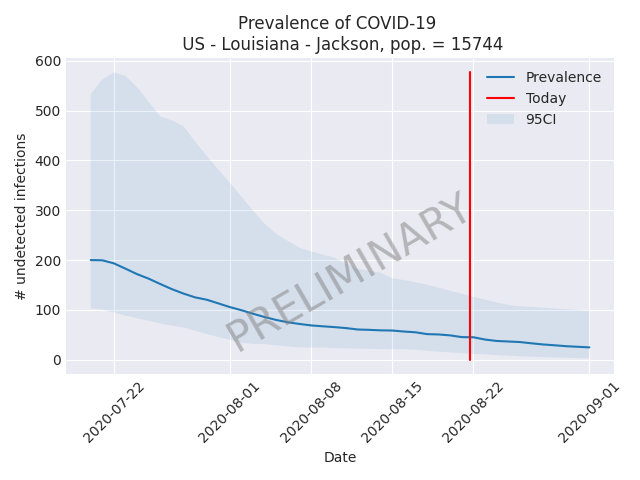 Prevalence of COVID-19
US - Louisiana - Jackson, pop. = 15744
600
500
400
300
200
100
0
# undetected infections
Prevalence
Today
95CI
PRELIMINARY
2020-07-22
2020-08-01
2020-08-08
2020-08-15
2020-08-22
2020-09-01
Date